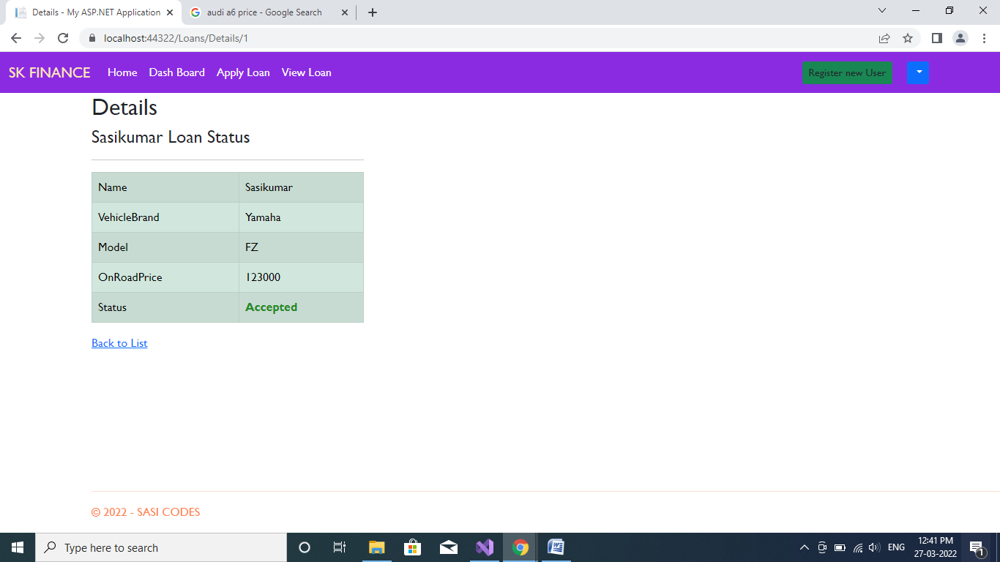 Details - My ASP.NET Application
audi a6 price - Google Search
localhost:44322/Loans/Details/1
SK FINANCE Home Dash Board Apply Loan View Loan Register new User
Details
Sasikumar Loan Status
Name Sasikumar
VehicleBrand Yamaha
Model FZ
OnRoadPrice 123000
Status Accepted
Back to List
© 2022 - SASI CODES
Type here to search
ENG
12:41 PM
27-03-2022
1